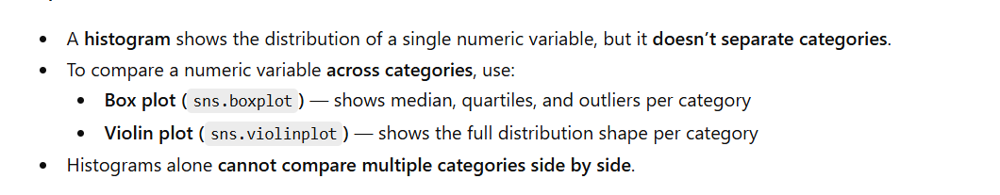 A histogram shows the distribution of a single numeric variable, but it doesn’t separate categories.
To compare a numeric variable across categories, use:
Box plot (sns.boxplot) — shows median, quartiles, and outliers per category
Violin plot (sns.violinplot) — shows the full distribution shape per category
Histograms alone cannot compare multiple categories side by side.